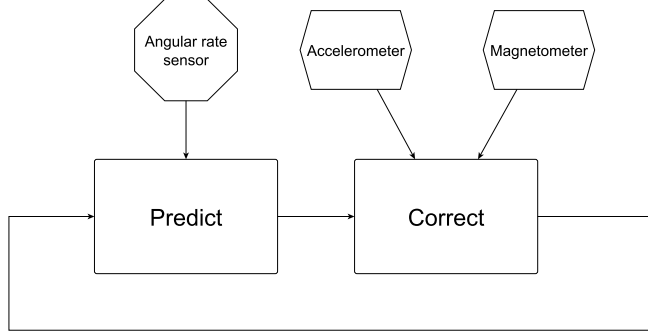 Angular rate
sensor
Accelerometer
Magnetometer
Predict
Correct